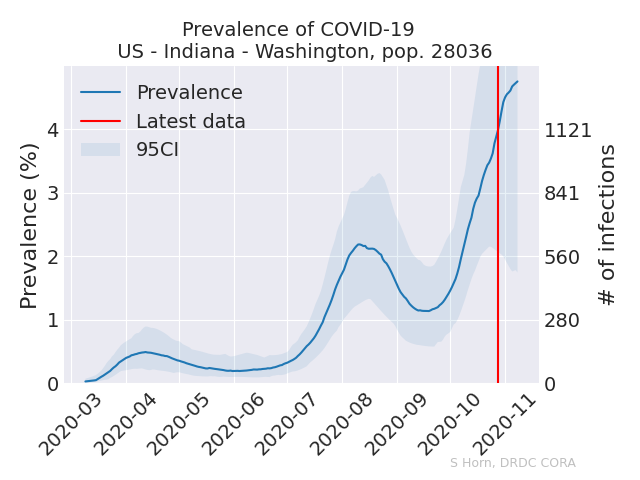 Prevalence of COVID-19
US - Indiana - Washington, pop. 28036
Prevalence
Latest data
95CI
Prevalence (%)
4
3
2
1
0
1121
841
560
280
0
# of infections
2020-03
2020-04
2020-05
2020-06
2020-07
2020-08
2020-09
2020-10
2020-11
S Horn, DRDC CORA